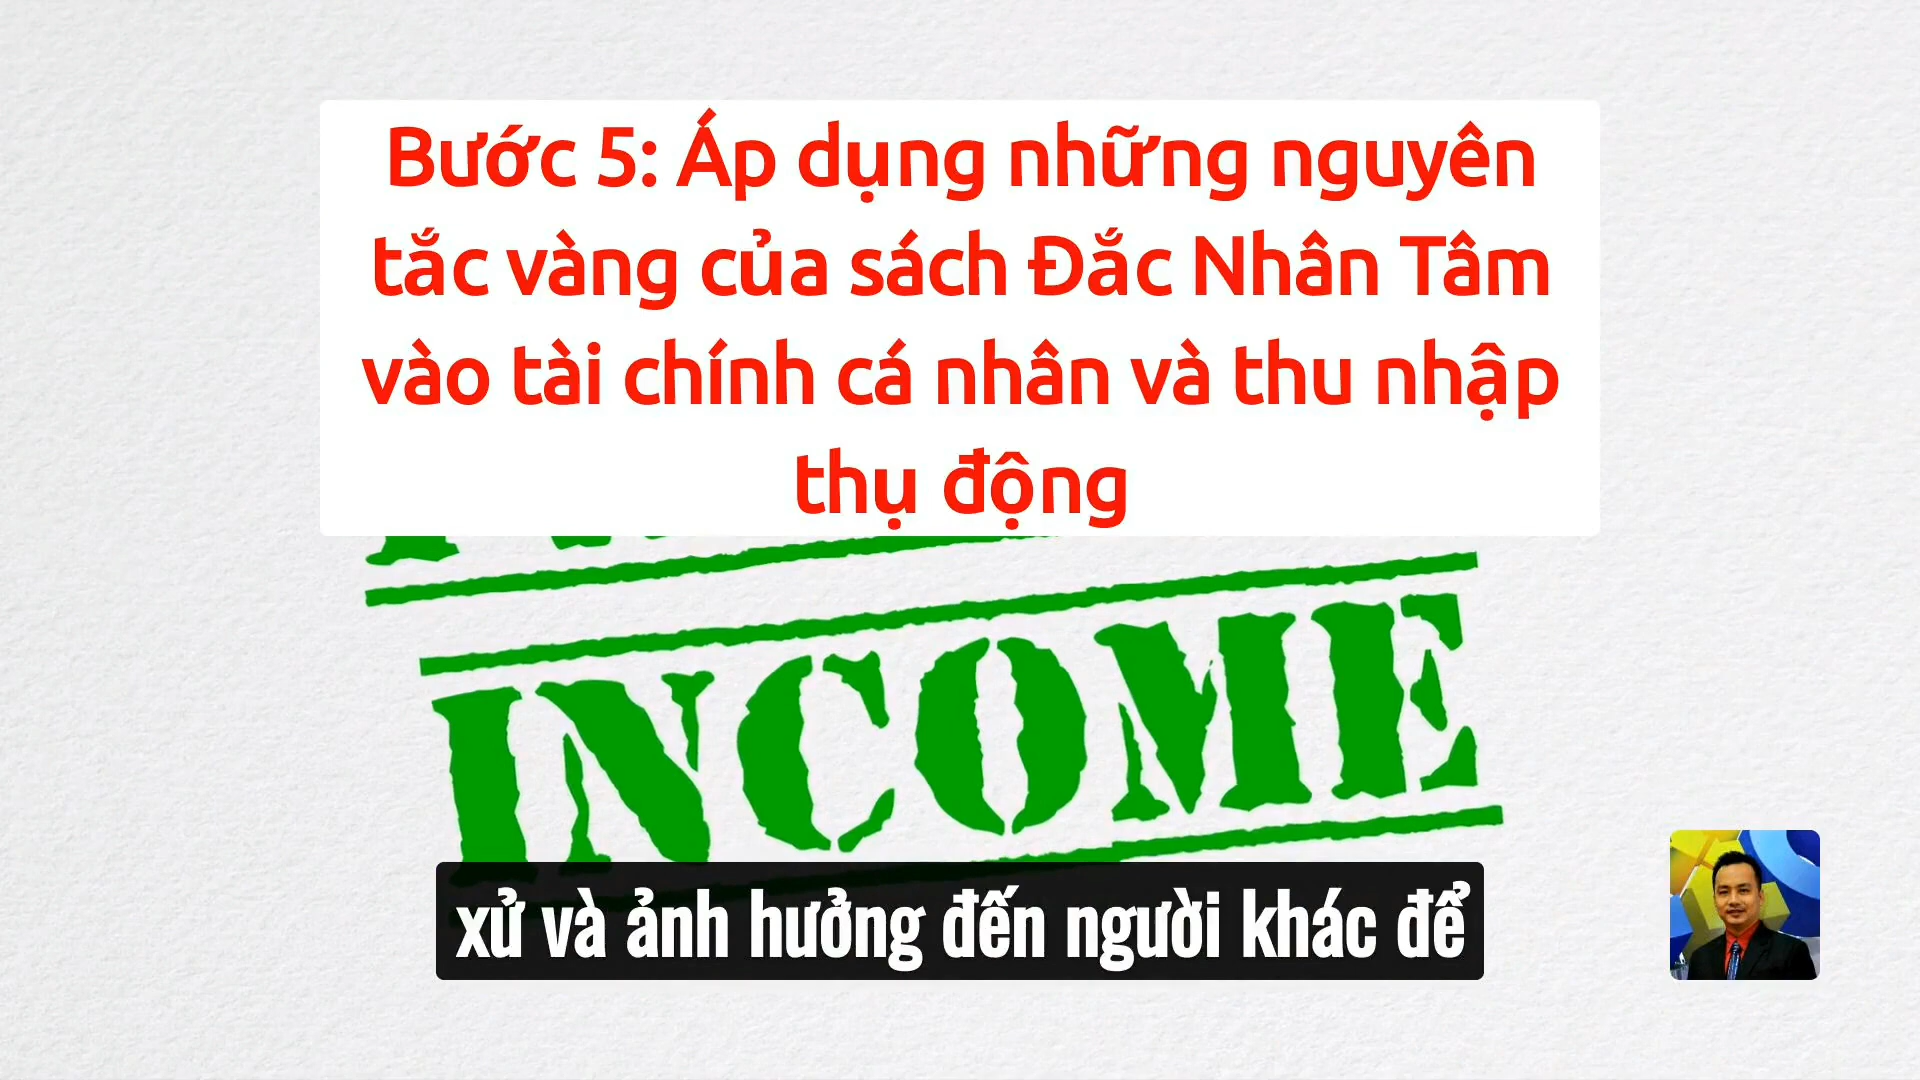 Bước 5: Áp dụng những nguyên
tắc vàng của sách Đắc Nhân Tâm
vào tài chính cá nhân và thu nhập
thụ động
INCOME
xử và ảnh hưởng đến người khác để